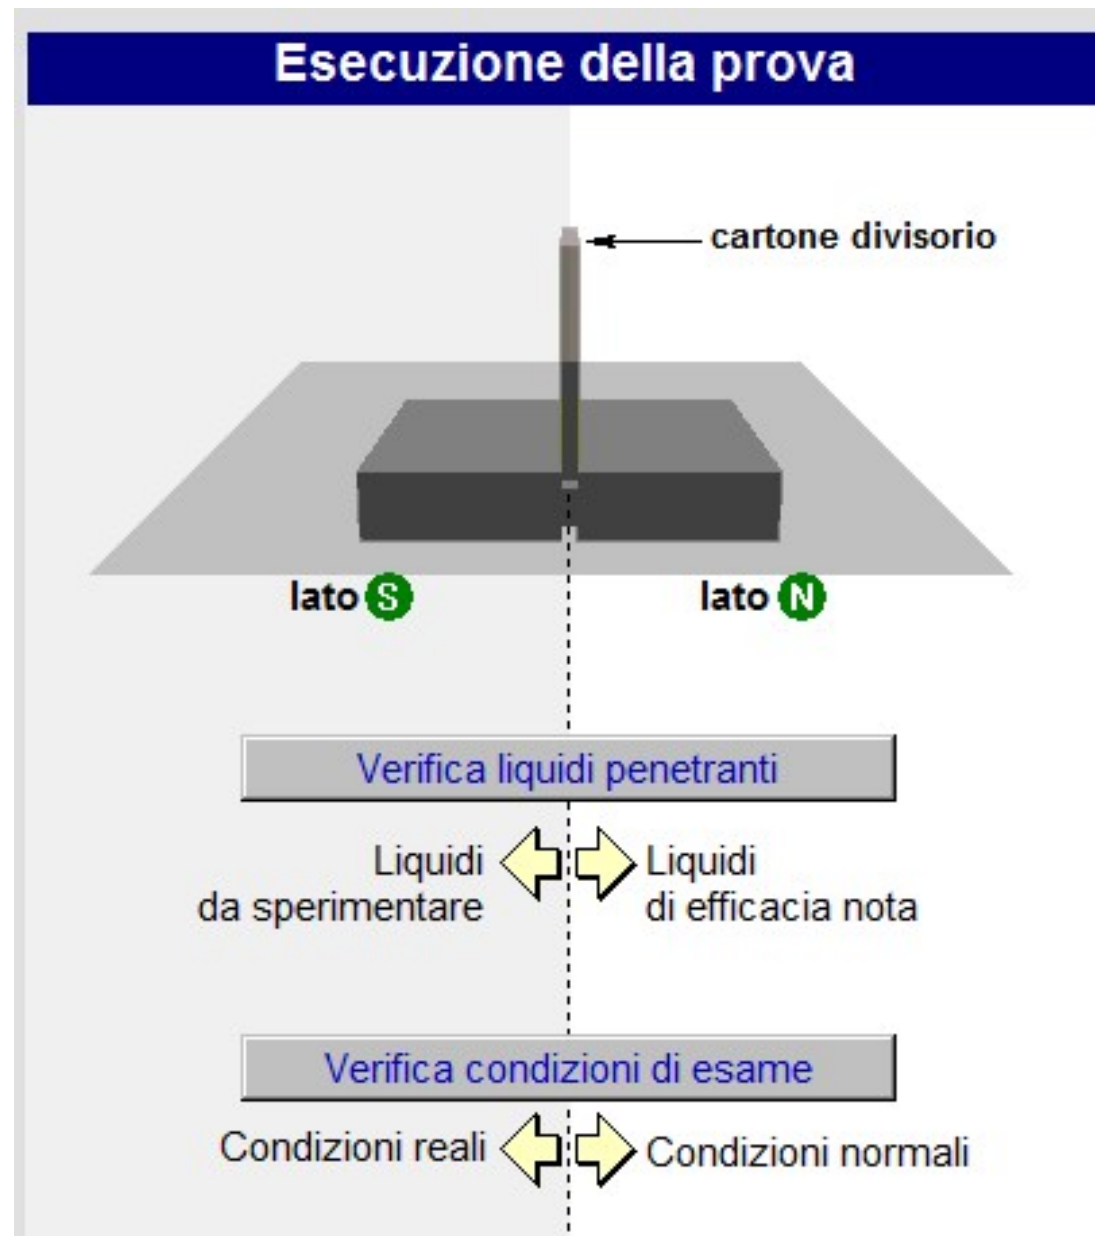 Esecuzione della prova
cartone divisorio
lato S
lato N
Verifica liquidi penetranti
Liquidi
da sperimentare
Liquidi
di efficacia nota
Verifica condizioni di esame
Condizioni reali
Condizioni normali